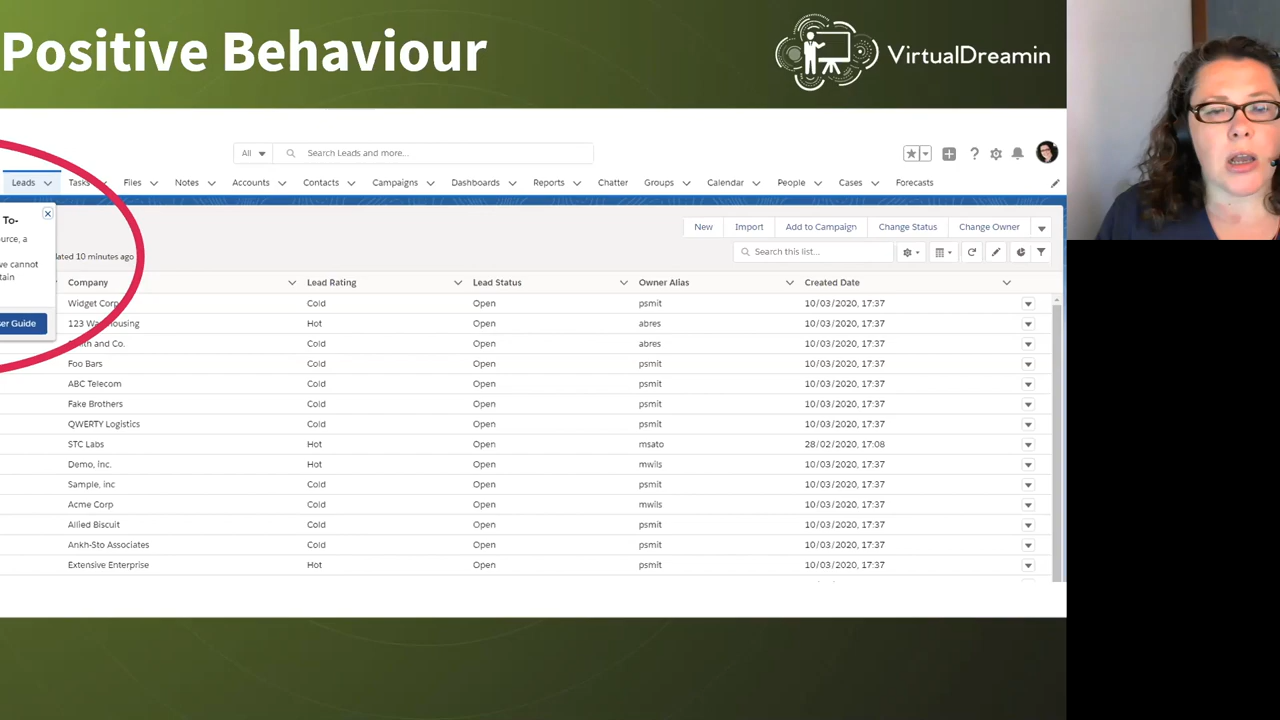 Positive Behaviour
VirtualDreamin
All Search Leads and more...
Leads Tasks Files Notes Accounts Contacts Campaigns Dashboards Reports Chatter Groups Calendar People Cases Forecasts
To-
a
we cannot
User Guide
10 minutes ago
New Import Add to Campaign Change Status Change Owner
Search this list...
Company Lead Rating Lead Status Owner Alias Created Date
Widget Corp Cold Open psmit 10/03/2020, 17:37
123 Warehousing Hot Open abres 10/03/2020, 17:37
Smith and Co. Cold Open abres 10/03/2020, 17:37
Foo Bars Cold Open psmit 10/03/2020, 17:37
ABC Telecom Cold Open psmit 10/03/2020, 17:37
Fake Brothers Cold Open psmit 10/03/2020, 17:37
QWERTY Logistics Cold Open psmit 10/03/2020, 17:37
STC Labs Hot Open msato 28/02/2020, 17:08
Demo, inc. Hot Open mwils 10/03/2020, 17:37
Sample, inc Cold Open psmit 10/03/2020, 17:37
Acme Corp Cold Open mwils 10/03/2020, 17:37
Allied Biscuit Cold Open psmit 10/03/2020, 17:37
Ankh-Sto Associates Cold Open psmit 10/03/2020, 17:37
Extensive Enterprise Hot Open psmit 10/03/2020, 17:37